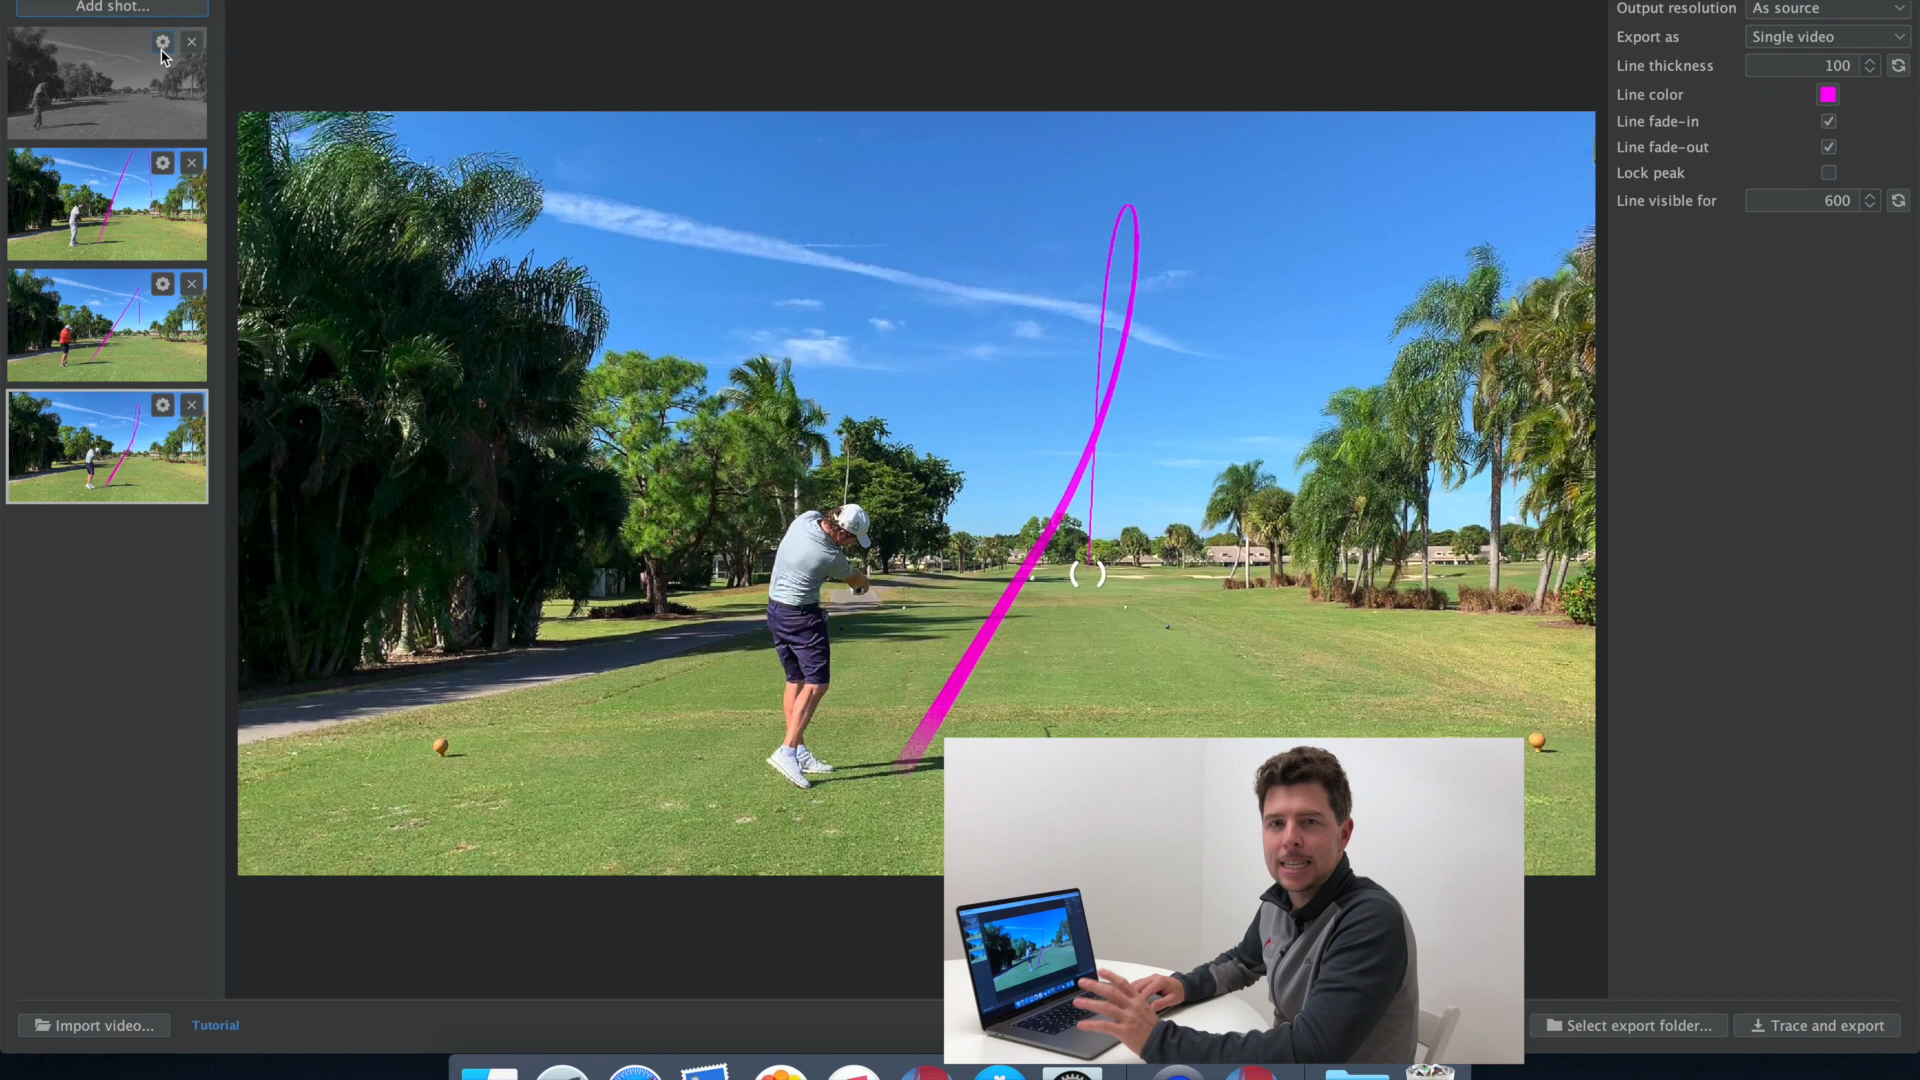 Add shot...
Output resolution
As source
Export as
Single video
Line thickness
100
Line color
Line fade-in
Line fade-out
Lock peak
Line visible for
600
Import video...
Tutorial
Select export folder...
Trace and export